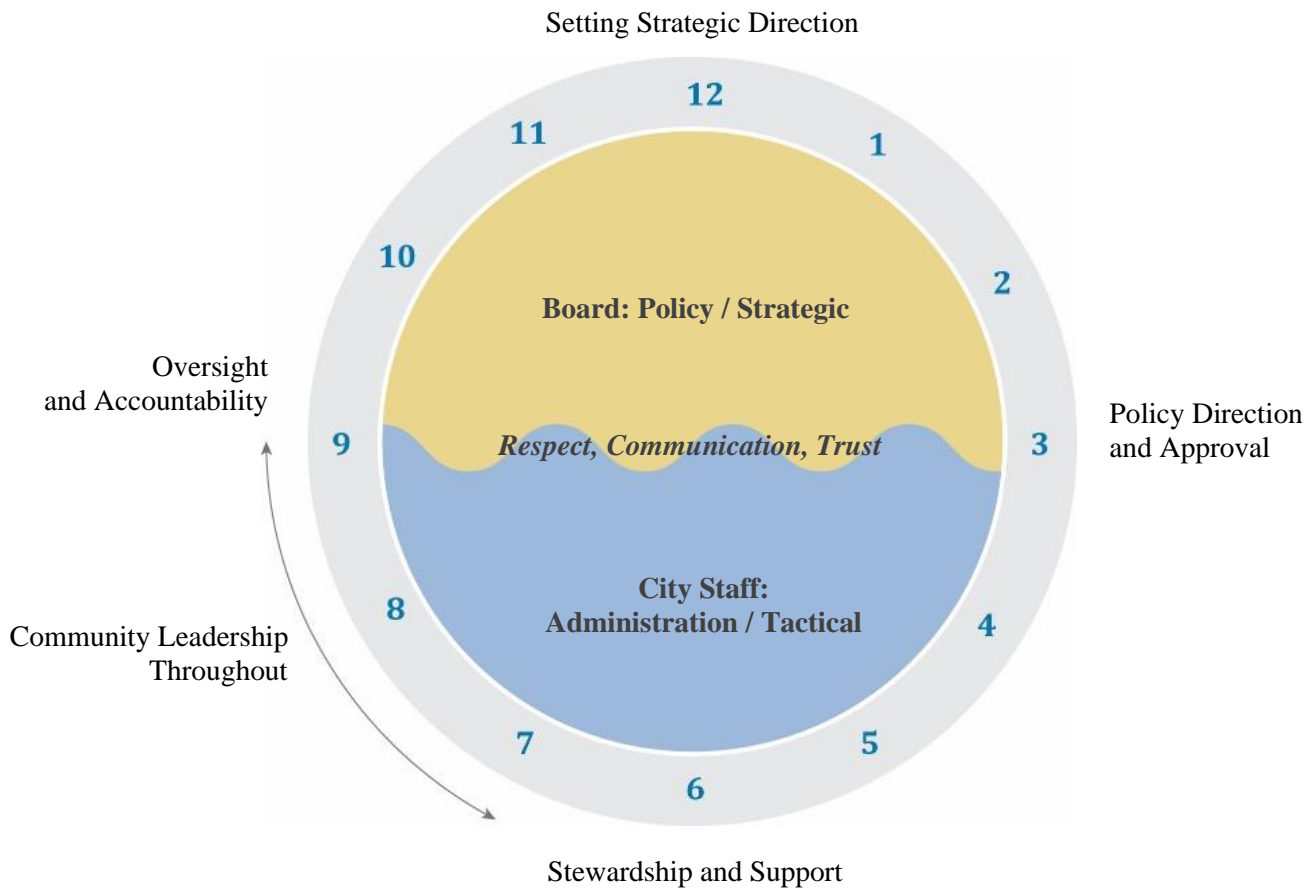 Setting Strategic Direction
12
11
1
10
2
Board: Policy / Strategic
Oversight
and Accountability
9
Respect, Communication, Trust
3
Policy Direction
and Approval
City Staff:
Administration / Tactical
8
4
Community Leadership
Throughout
7
5
6
Stewardship and Support